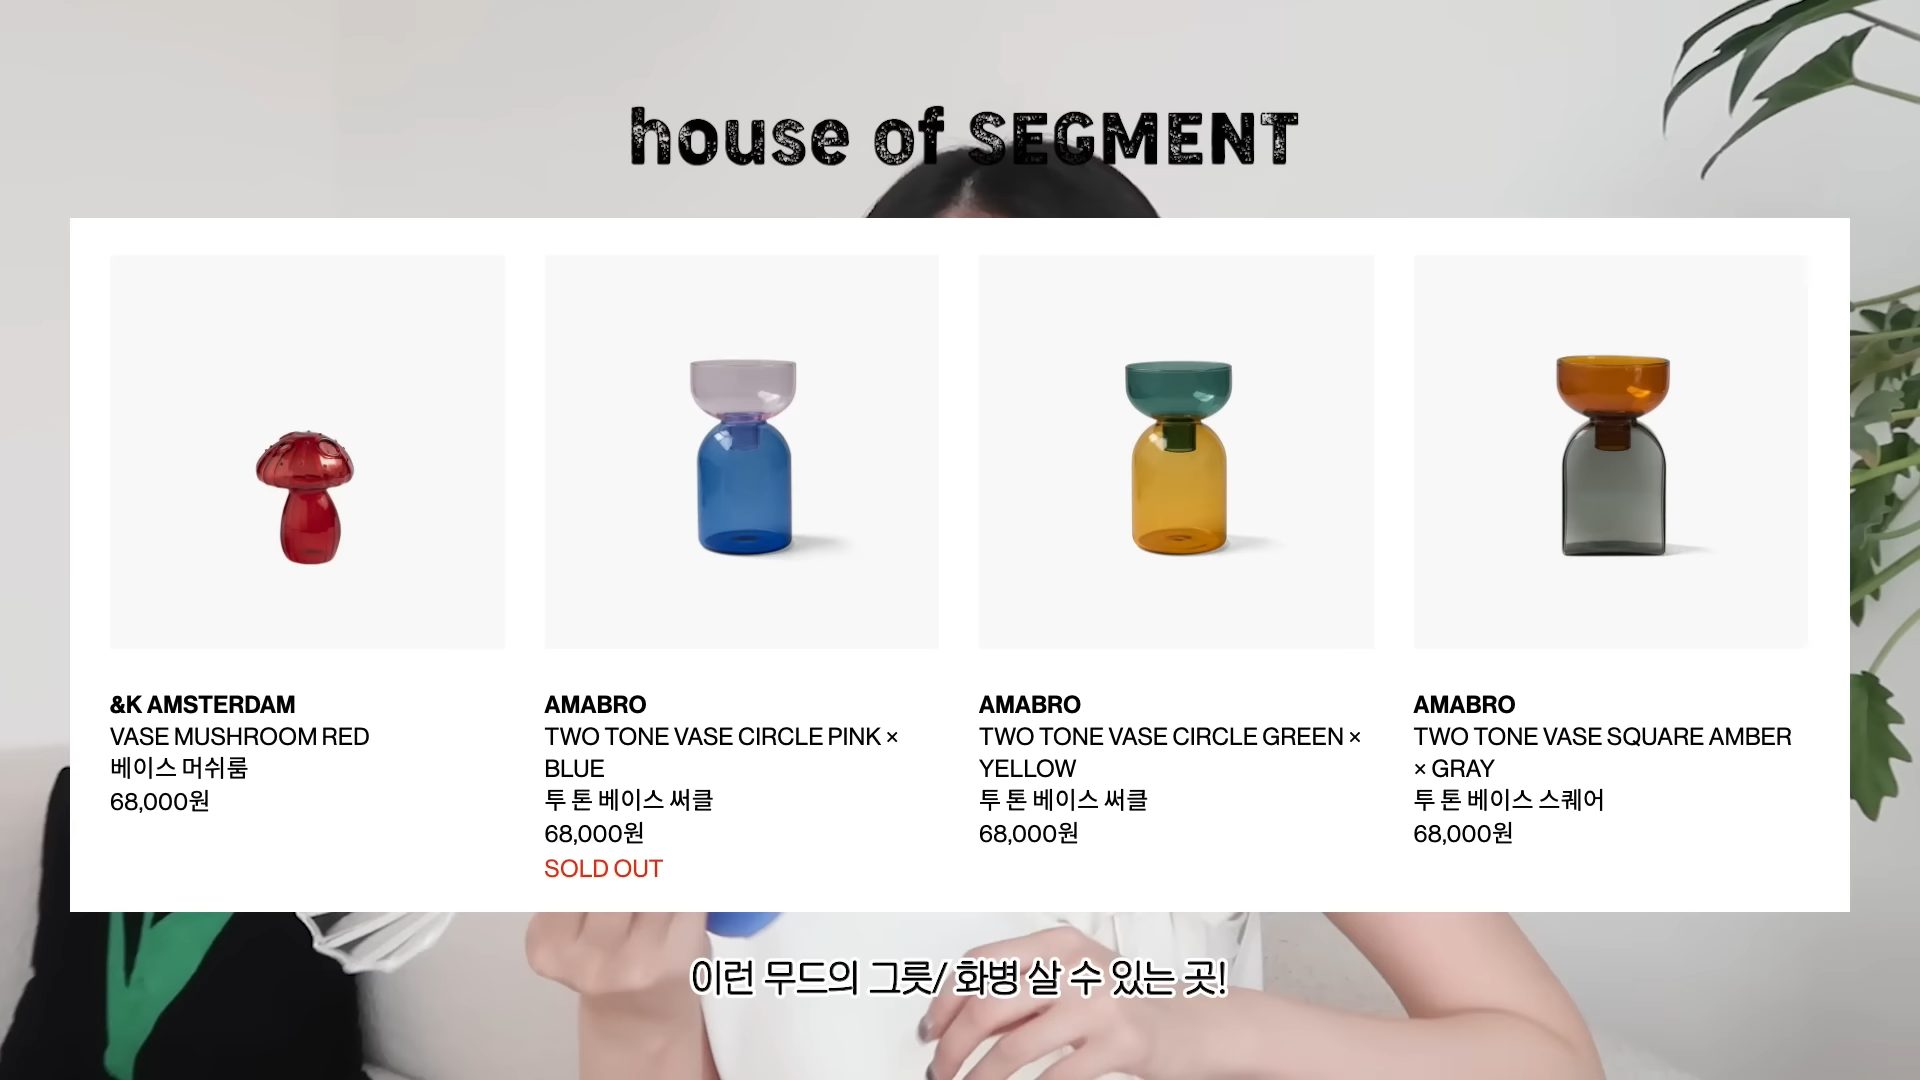 house of SEGMENT
&K AMSTERDAM
VASE MUSHROOM RED
베이스 머쉬룸
68,000원
AMABRO
TWO TONE VASE CIRCLE PINK ×
BLUE
투 톤 베이스 써클
68,000원
SOLD OUT
AMABRO
TWO TONE VASE CIRCLE GREEN ×
YELLOW
투 톤 베이스 써클
68,000원
AMABRO
TWO TONE VASE SQUARE AMBER
× GRAY
투 톤 베이스 스퀘어
68,000원
이런 무드의 그릇/ 화병 살 수 있는 곳!